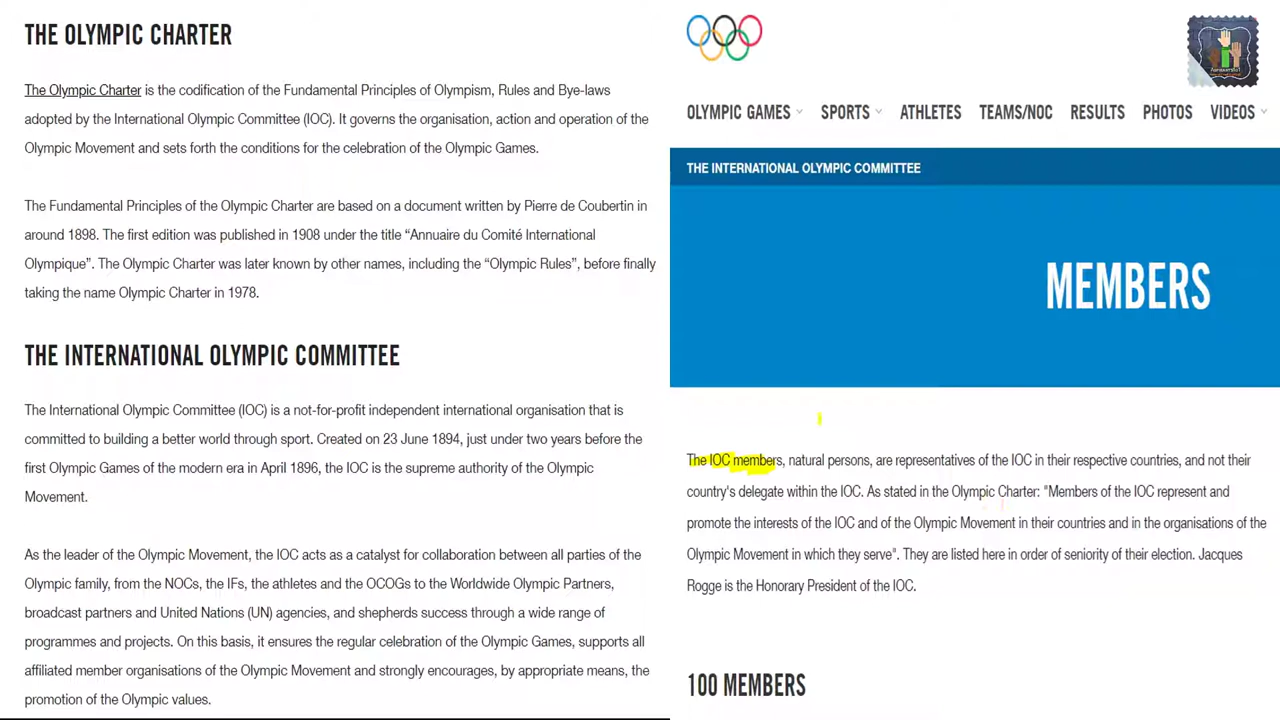 THE OLYMPIC CHARTER
The Olympic Charter is the codification of the Fundamental Principles of Olympism, Rules and Bye-laws
adopted by the International Olympic Committee (IOC). It governs the organisation, action and operation of the
Olympic Movement and sets forth the conditions for the celebration of the Olympic Games.
The Fundamental Principles of the Olympic Charter are based on a document written by Pierre de Coubertin in
around 1898. The first edition was published in 1908 under the title “Annuaire du Comité International
Olympique”. The Olympic Charter was later known by other names, including the “Olympic Rules”, before finally
taking the name Olympic Charter in 1978.
THE INTERNATIONAL OLYMPIC COMMITTEE
The International Olympic Committee (IOC) is a not-for-profit independent international organisation that is
committed to building a better world through sport. Created on 23 June 1894, just under two years before the
first Olympic Games of the modern era in April 1896, the IOC is the supreme authority of the Olympic
Movement.
As the leader of the Olympic Movement, the IOC acts as a catalyst for collaboration between all parties of the
Olympic family, from the NOCs, the IFs, the athletes and the OCOGs to the Worldwide Olympic Partners,
broadcast partners and United Nations (UN) agencies, and shepherds success through a wide range of
programmes and projects. On this basis, it ensures the regular celebration of the Olympic Games, supports all
affiliated member organisations of the Olympic Movement and strongly encourages, by appropriate means, the
promotion of the Olympic values.
OLYMPIC GAMES SPORTS ATHLETES TEAMS/NOC RESULTS PHOTOS VIDEOS
THE INTERNATIONAL OLYMPIC COMMITTEE
MEMBERS
The IOC members, natural persons, are representatives of the IOC in their respective countries, and not their
country's delegate within the IOC. As stated in the Olympic Charter: "Members of the IOC represent and
promote the interests of the IOC and of the Olympic Movement in their countries and in the organisations of the
Olympic Movement in which they serve". They are listed here in order of seniority of their election. Jacques
Rogge is the Honorary President of the IOC.
100 MEMBERS